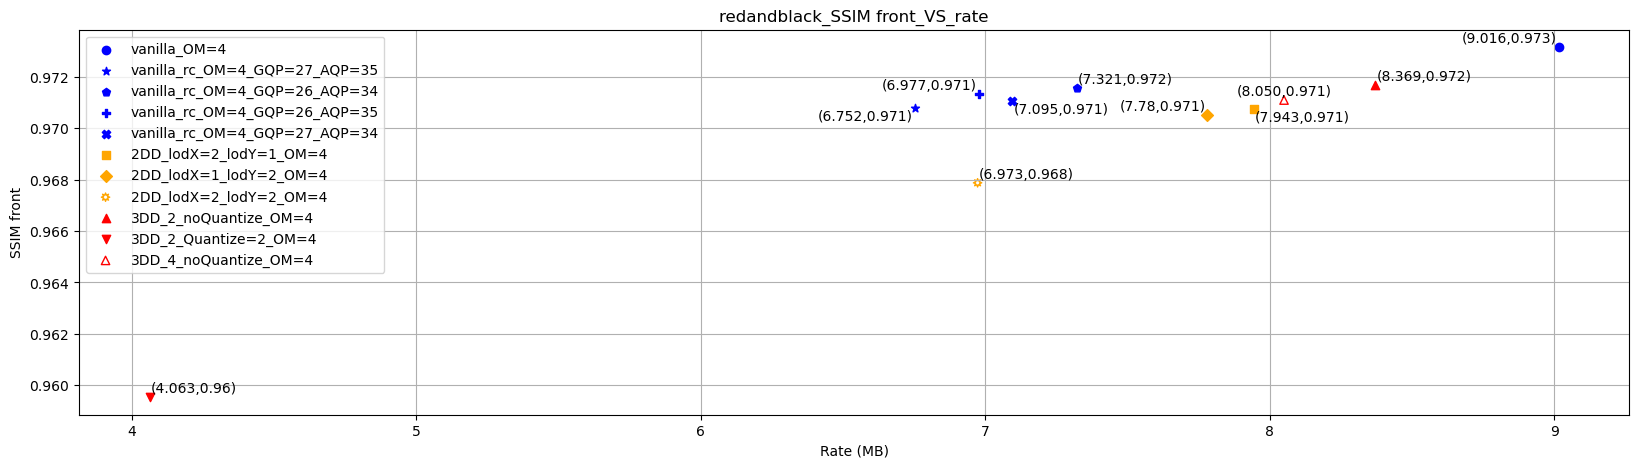 redandblack_SSIM front_VS_rate
vanilla_OM=4
vanilla_rc_OM=4_GQP=27_AQP=35
vanilla_rc_OM=4_GQP=26_AQP=34
vanilla_rc_OM=4_GQP=26_AQP=35
vanilla_rc_OM=4_GQP=27_AQP=34
2DD_lodX=2_lodY=1_OM=4
2DD_lodX=1_lodY=2_OM=4
2DD_lodX=2_lodY=2_OM=4
3DD_2_noQuantize_OM=4
3DD_2_Quantize=2_OM=4
3DD_4_noQuantize_OM=4
(9.016,0.973)
(6.977,0.971)
(7.321,0.972)
(8.369,0.972)
(8.050,0.971)
(6.752,0.971)
(7.095,0.971)
(7.78,0.971)
(7.943,0.971)
(6.973,0.968)
(4.063,0.96)
SSIM front
0.972
0.970
0.968
0.966
0.964
0.962
0.960
4 5 6 7 8 9
Rate (MB)